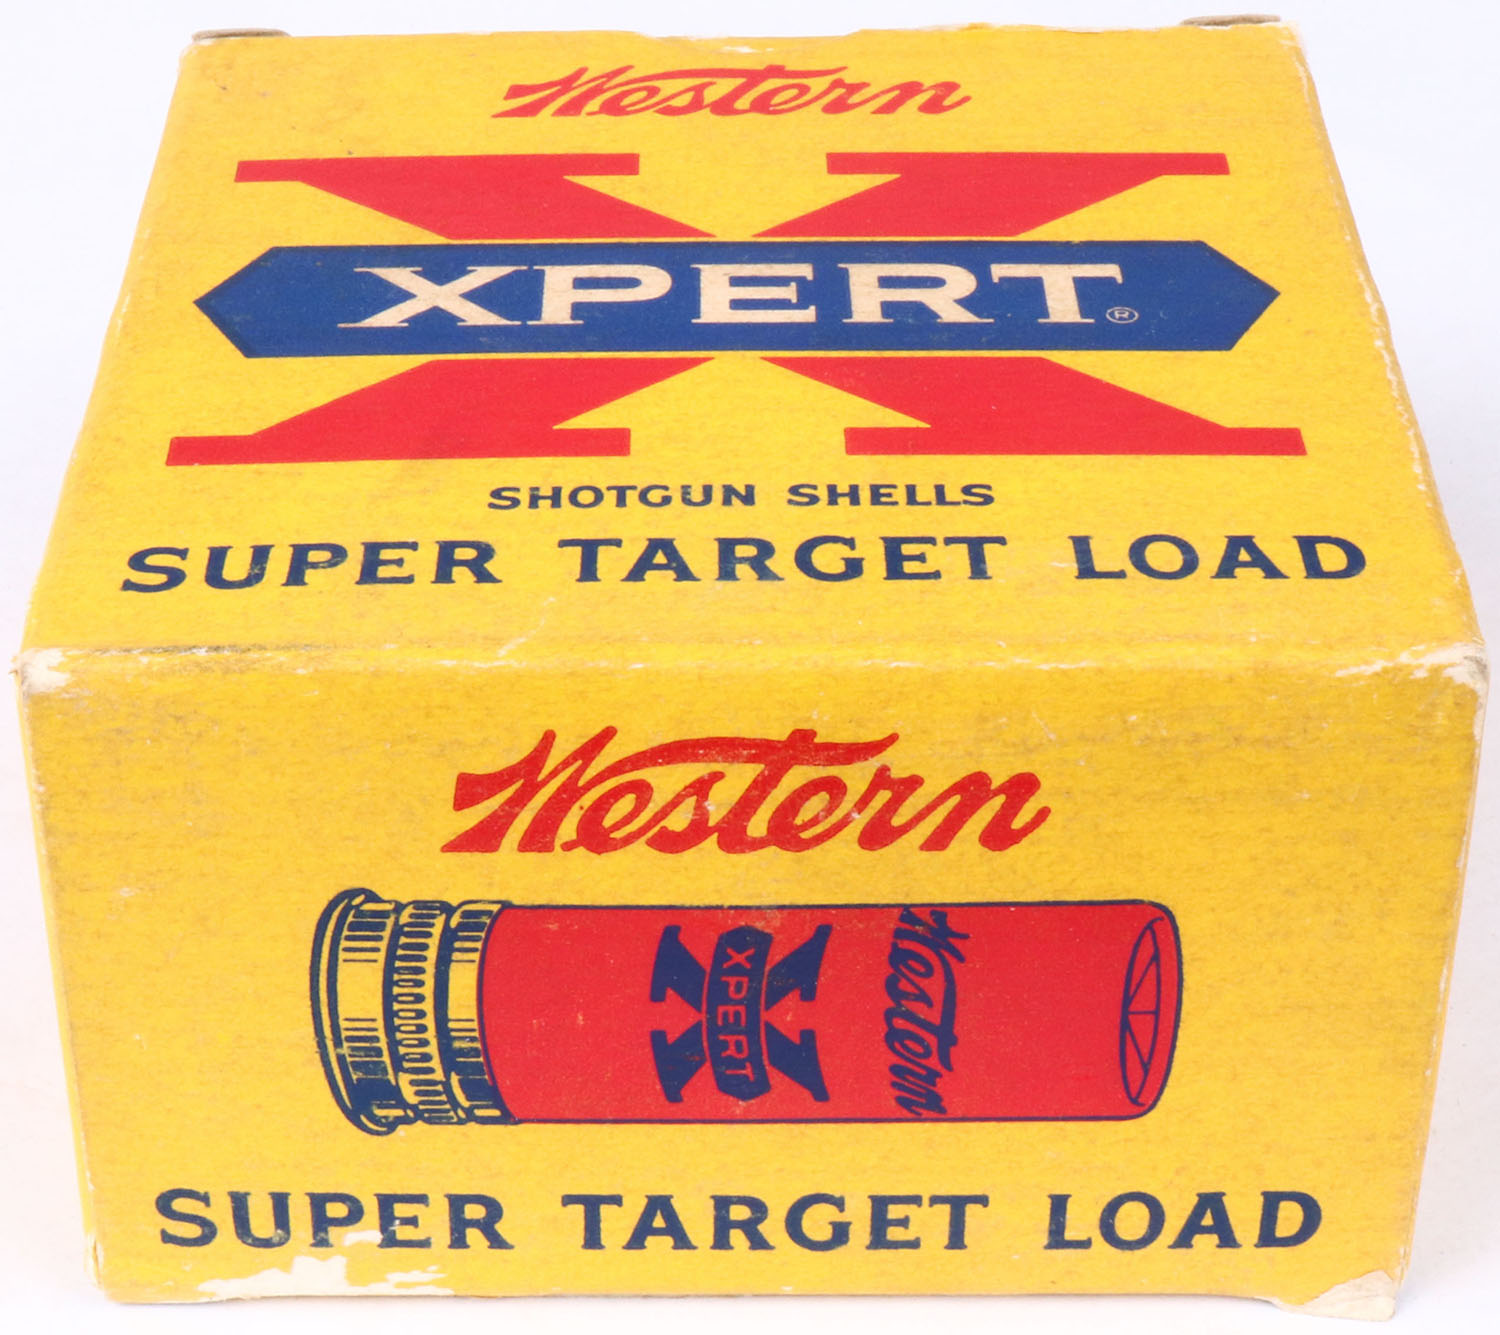 Western
XPERT®
SHOTGUN SHELLS
SUPER TARGET LOAD
Western
XPERT
Western
SUPER TARGET LOAD